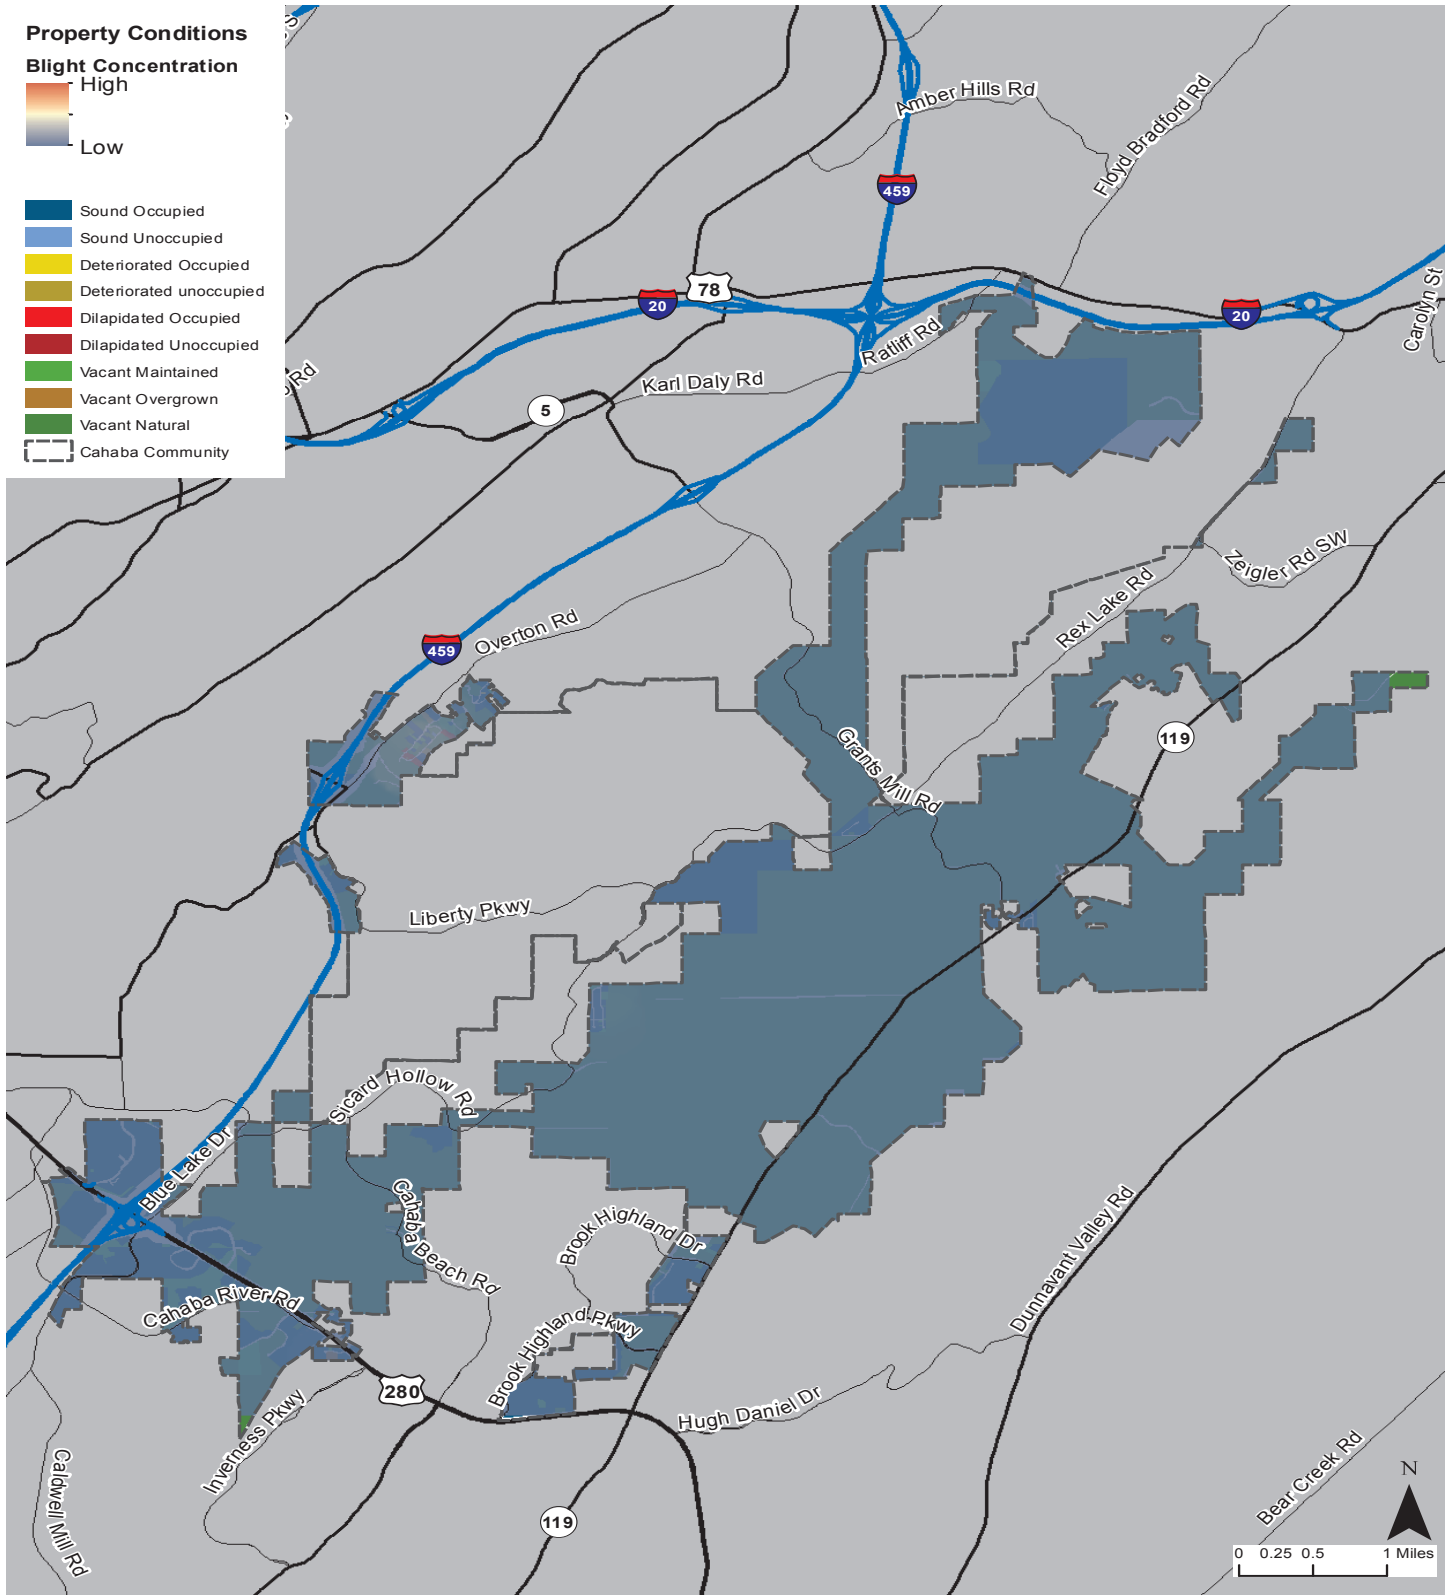 Property Conditions
Blight Concentration
High
Low
Sound Occupied
Sound Unoccupied
Deteriorated Occupied
Deteriorated unoccupied
Dilapidated Occupied
Dilapidated Unoccupied
Vacant Maintained
Vacant Overgrown
Vacant Natural
Cahaba Community
Amber Hills Rd
Floyd Bradford Rd
459
78
20
20
Carolyn St
Ratliff Rd
Karl Daly Rd
Rd
5
Zeigler Rd SW
Rex Lake Rd
Overton Rd
459
119
Grants Mill Rd
Liberty Pkwy
Sicard Hollow Rd
Blue Lake Dr
Cahaba Beach Rd
Brook Highland Dr
Dunnavant Valley Rd
Cahaba River Rd
Brook Highland Pkwy
280
Inverness Pkwy
Hugh Daniel Dr
Caldwell Mill Rd
Bear Creek Rd
119
N
0 0.25 0.5 1 Miles